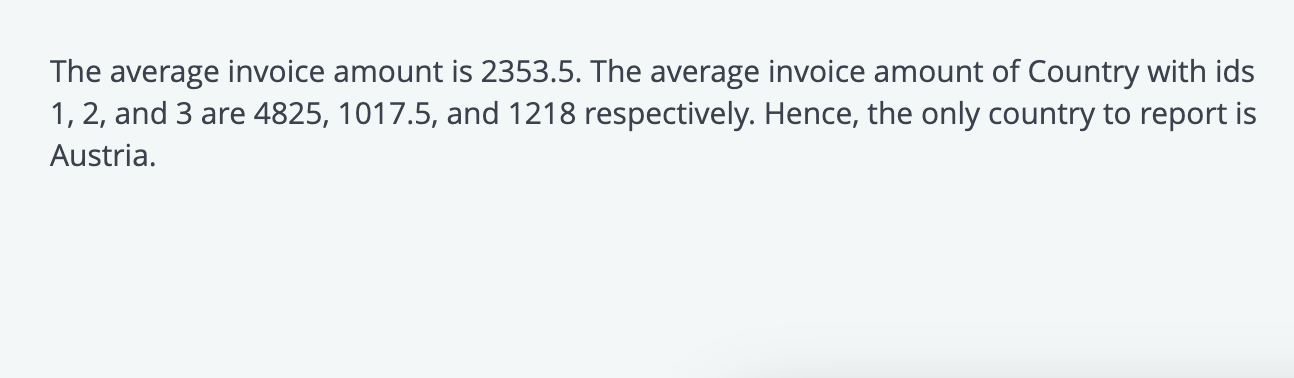 The average invoice amount is 2353.5. The average invoice amount of Country with ids
1, 2, and 3 are 4825, 1017.5, and 1218 respectively. Hence, the only country to report is
Austria.